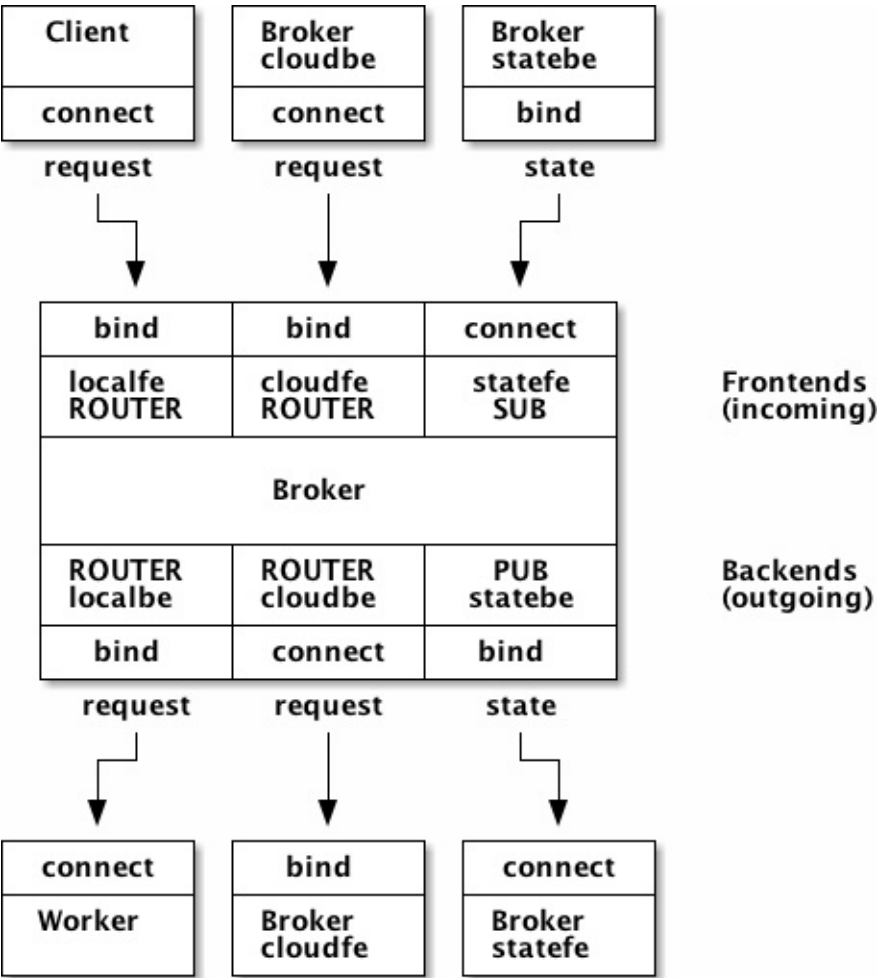 Client
connect
request
Broker
cloudbe
connect
request
Broker
statebe
bind
state
bind
bind
connect
localfe
ROUTER
cloudfe
ROUTER
statefe
SUB
Frontends
(incoming)
Broker
ROUTER
localbe
ROUTER
cloudbe
PUB
statebe
Backends
(outgoing)
bind
connect
bind
request
request
state
connect
Worker
bind
Broker
cloudfe
connect
Broker
statefe